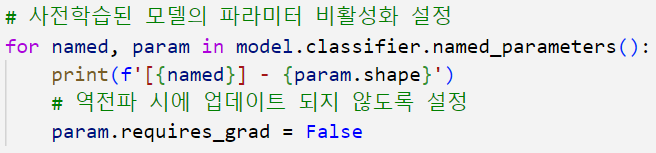 # 사전학습된 모델의 파라미터 비활성화 설정
for named, param in model.classifier.named_parameters():
    print(f'[{named}] - {param.shape}')
    # 역전파 시에 업데이트 되지 않도록 설정
    param.requires_grad = False